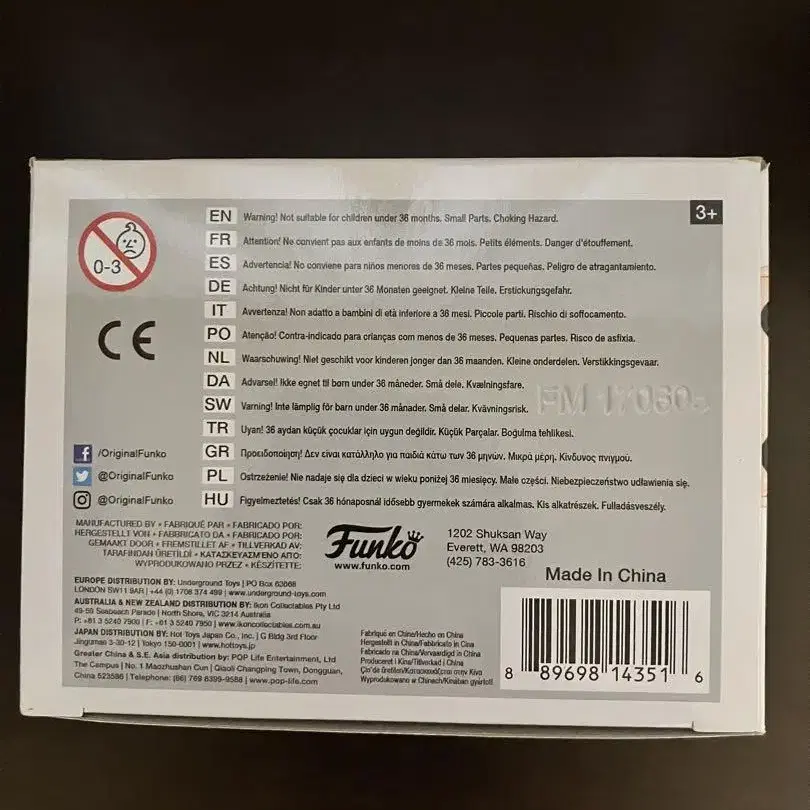 3+
0-3
EN Warning! Not suitable for children under 36 months. Small Parts. Choking Hazard.
FR Attention! Ne convient pas aux enfants de moins de 36 mois. Petits éléments. Danger d'étouffement.
ES Advertencia! No conviene para niños menores de 36 meses. Partes pequeñas. Peligro de atragantamiento.
DE Achtung! Nicht für Kinder unter 36 Monaten geeignet. Kleine Teile. Erstickungsgefahr.
IT Avvertenza! Non adatto a bambini di età inferiore a 36 mesi. Piccole parti. Rischio di soffocamento.
PO Atenção! Contra-indicado para crianças com menos de 36 meses. Pequenas partes. Risco de asfixia.
CE
NL Waarschuwing! Niet geschikt voor kinderen jonger dan 36 maanden. Kleine onderdelen. Verstikkingsgevaar.
DA Advarsel! Ikke egnet til børn under 36 måneder. Små dele. Kvælningsfare.
SW Varning! Inte lämplig för barn under 36 månader. Små delar. Kvävningsrisk.
FM 17060
TR Uyarı! 36 aydan küçük çocuklar için uygun değildir. Küçük Parçalar. Boğulma tehlikesi.
GR Προειδοποίηση! Δεν είναι κατάλληλο για παιδιά κάτω των 36 μηνών. Μικρά μέρη. Κίνδυνος πνιγμού.
PL Ostrzeżenie! Nie nadaje się dla dzieci w wieku poniżej 36 miesięcy. Małe części. Niebezpieczeństwo udławienia się.
HU Figyelmeztetés! Csak 36 hónaposnál idősebb gyermekek számára alkalmas. Kis alkatrészek. Fulladásveszély.
f /OriginalFunko
@OriginalFunko
@OriginalFunko
MANUFACTURED BY • FABRIQUÉ PAR • FABRICADO POR:
HERGESTELLT VON • FABBRICATO DA • FABRICADO POR:
GEMAAKT DOOR • FREMSTILLET AF • TILLVERKAD AV:
TARAFINDAN ÜRETİLDİ • ΚΑΤΑΣΚΕΥΑΖΜΕΝΟ ΑΠΟ:
WYPRODUKOWANO PRZEZ • KÉSZÍTETTE:
Funko
www.funko.com
1202 Shuksan Way
Everett, WA 98203
(425) 783-3616
EUROPE DISTRIBUTION BY: Underground Toys | PO Box
LONDON SW11 9AR | +44 (0) 1708 374 499 | www.underground-toys.com
AUSTRALIA & NEW ZEALAND DISTRIBUTION BY: Ikon Collectables Pty Ltd
49-59 Seabeach Parade | North Shore, VIC 3214 Australia
P: +61 3 5240 7900 | F: +61 3 5240 7950 | www.ikoncollectables.com.au
JAPAN DISTRIBUTION BY: Hot Toys Japan Co., Inc. | G Bldg 3rd Floor
Jingumae 3-30-12 | Tokyo 150-0001 | www.hottoys.jp
Greater China & S.E. Asia distribution by: POP Life Entertainment, Ltd
The Campus | No. 1 Maozhushan Cun | Qiaoli Changping Town, Dongguan,
China 523586 | Telephone: (86) 769 8399-9588 | www.pop-life.com
Fabriqué en Chine/Hecho en China
Hergestellt in China/Fabbricato in Cina
Fabricado na China/Vervaardigd in China
Produceret i Kina/Tillverkad i China
Çin'de Üretilen/Κατασκευάζεται στην Κίνα
Wyprodukowano w Chinach/Kínában gyártott
Made In China
8 89698 14351 6